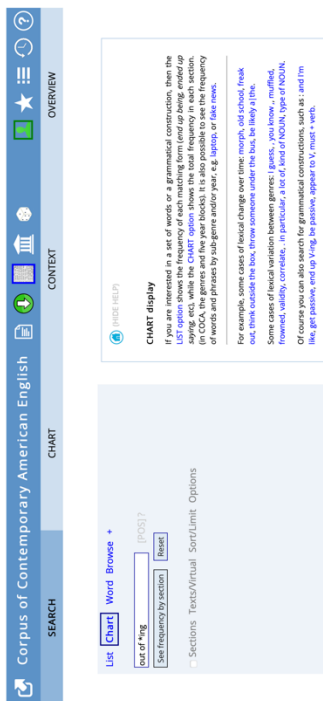 Corpus of Contemporary American English
SEARCH
CHART
CONTEXT
OVERVIEW
List Chart Word Browse +
out of *ing
[POS]?
See frequency by section
Reset
Sections Texts/Virtual Sort/Limit Options
(HIDE HELP)
CHART display
If you are interested in a set of words or a grammatical construction, then the
LIST option shows the frequency of each matching form (end up being, ended up
saying, etc), while the CHART option shows the total frequency in each section.
(in COCA, the genres and five year blocks). It is also possible to see the frequency
of words and phrases by sub-genre and/or year, e.g. laptop, or fake news.
For example, some cases of lexical change over time: morph, old school, freak
out, think outside the box, throw someone under the bus, be likely a|the.
Some cases of lexical variation between genres: I guess, , you know ,, muffled,
frowned, validity, correlate, . in particular, a lot of, kind of NOUN, type of NOUN.
Of course you can also search for grammatical constructions, such as : and I'm
like, get passive, end up V-ing, be passive, appear to V, must + verb.